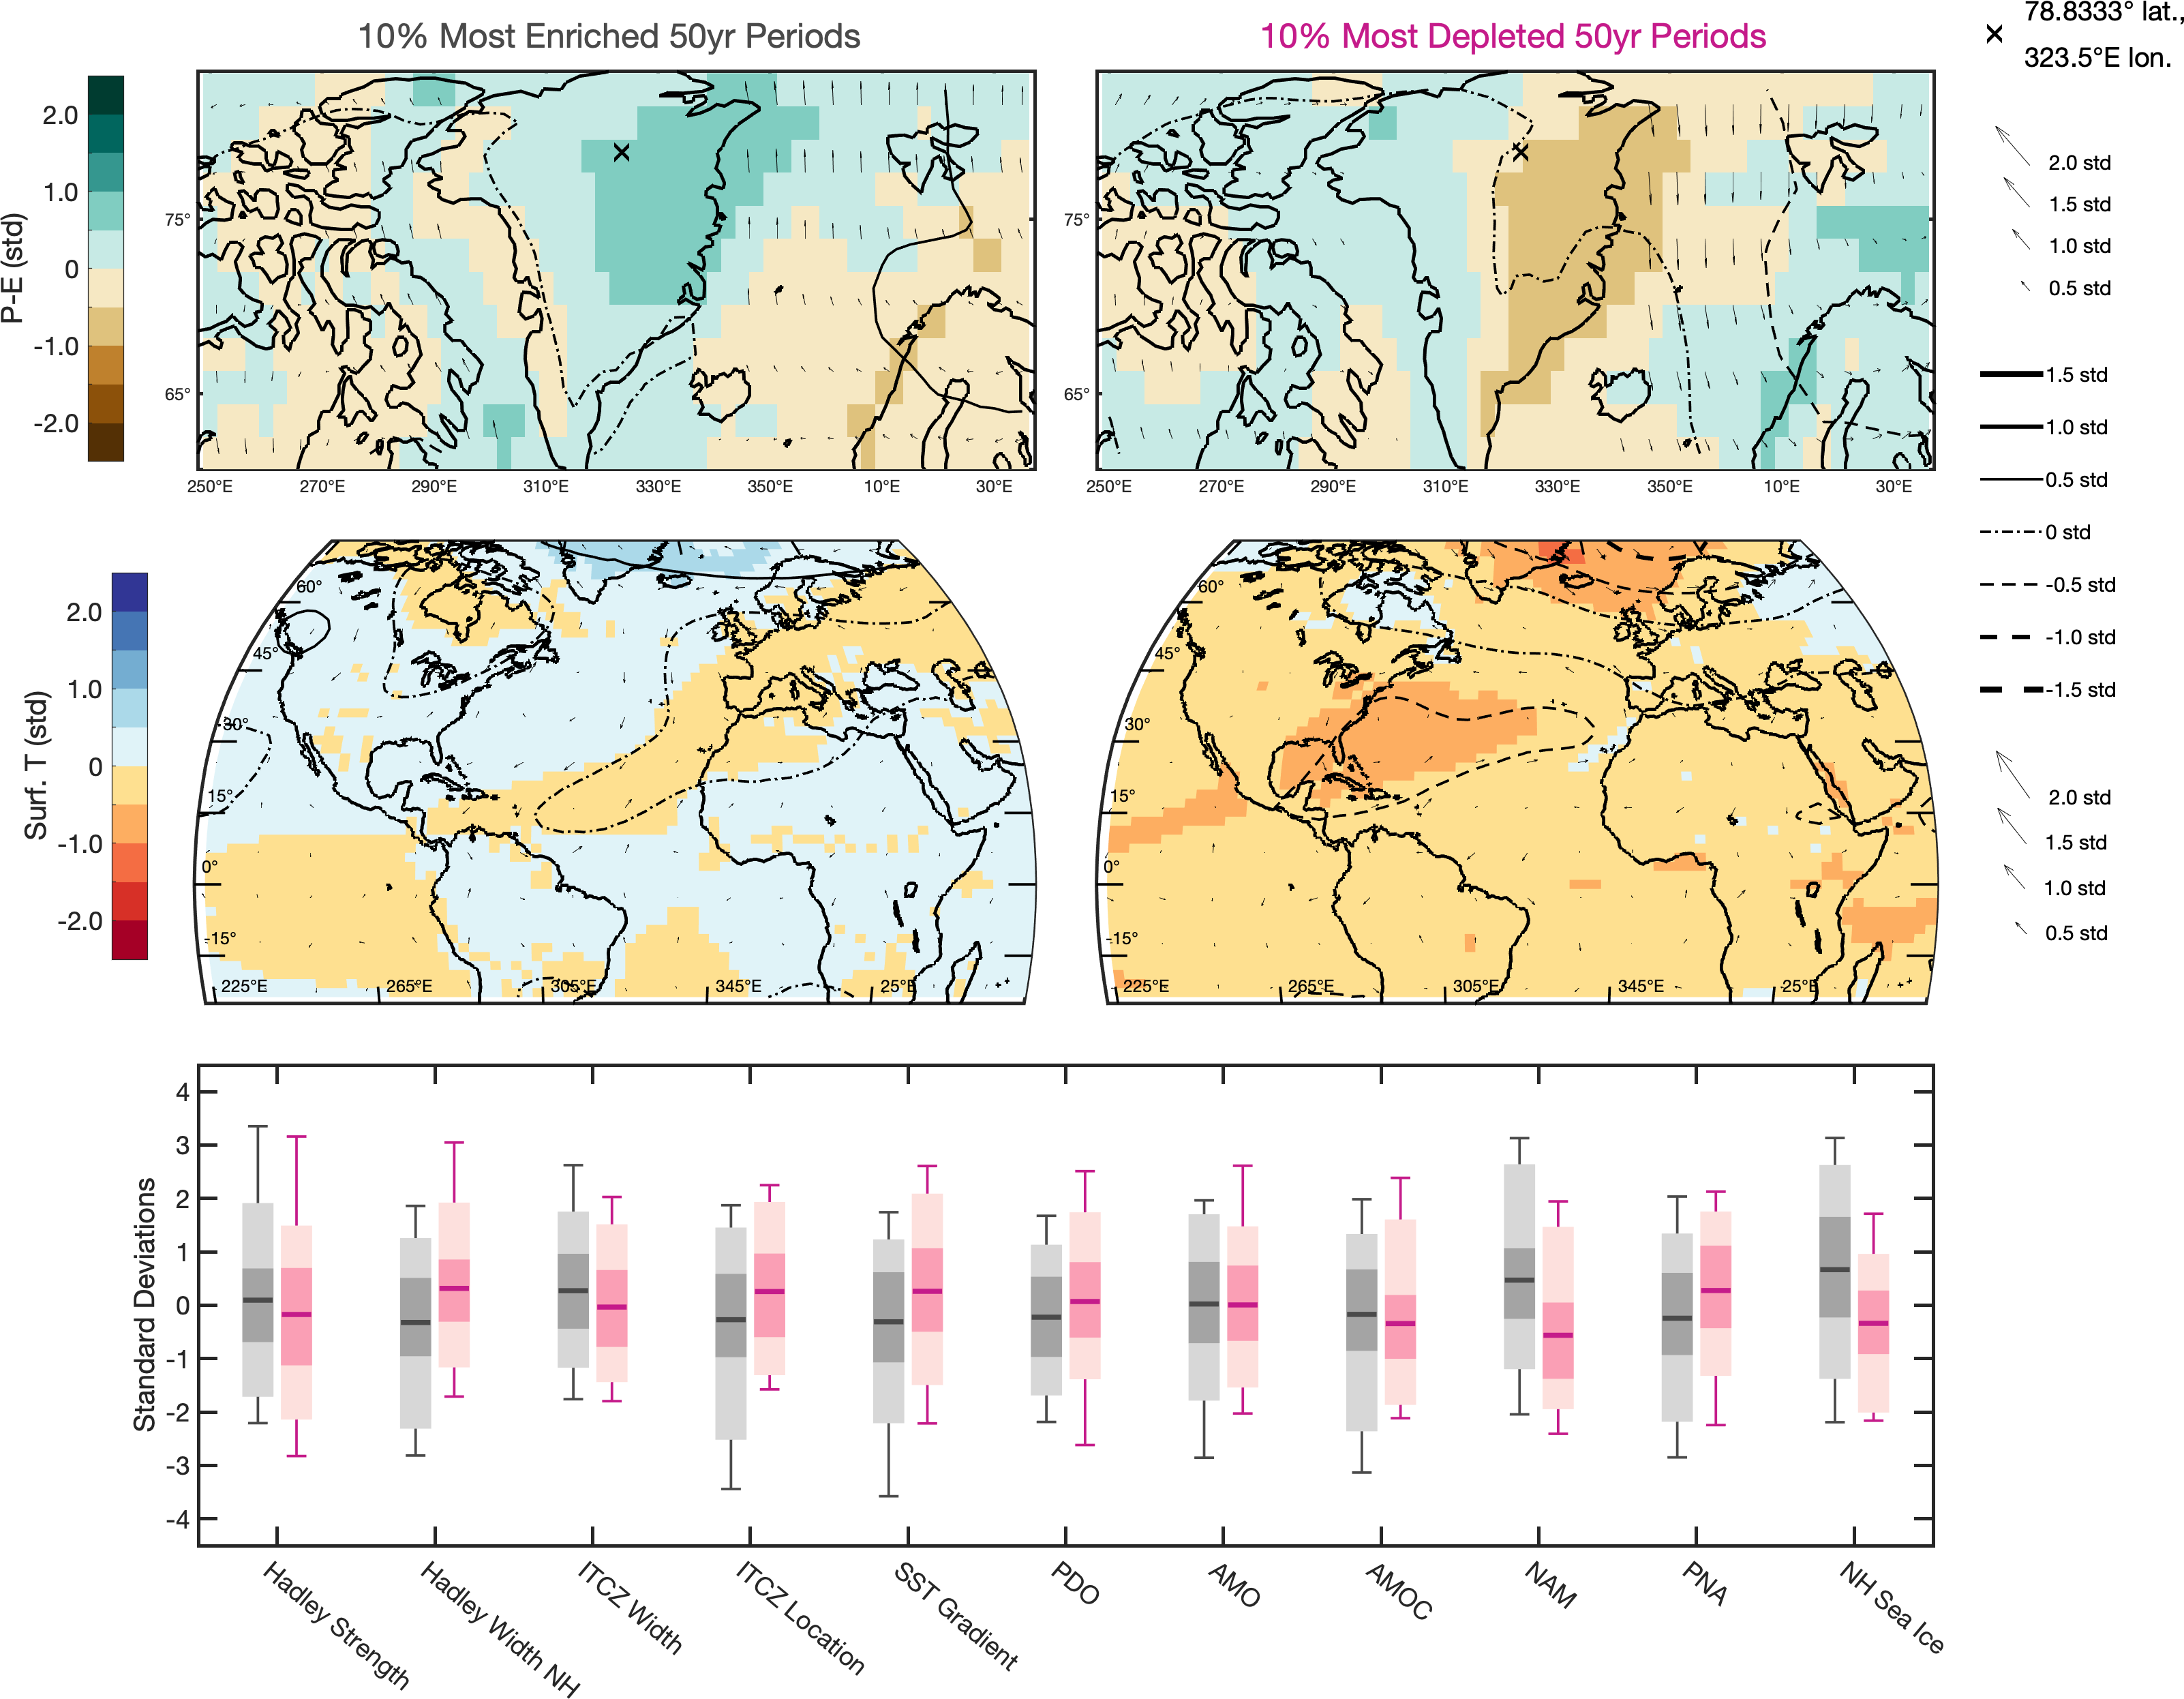 10% Most Enriched 50yr Periods
10% Most Depleted 50yr Periods
78.8333° lat.,
323.5°E lon.
P-E (std)
2.0
1.0
0
-1.0
-2.0
75°
65°
250°E 270°E 290°E 310°E 330°E 350°E 10°E 30°E
75°
65°
250°E 270°E 290°E 310°E 330°E 350°E 10°E 30°E
2.0 std
1.5 std
1.0 std
0.5 std
1.5 std
1.0 std
0.5 std
0 std
-0.5 std
-1.0 std
-1.5 std
2.0 std
1.5 std
1.0 std
0.5 std
Surf. T (std)
2.0
1.0
0
-1.0
-2.0
60°
45°
30°
15°
0°
-15°
225°E 265°E 305°E 345°E 25°E
60°
45°
30°
15°
0°
-15°
225°E 265°E 305°E 345°E 25°E
Standard Deviations
4
3
2
1
0
-1
-2
-3
-4
Hadley Strength
Hadley Width NH
ITCZ Width
ITCZ Location
SST Gradient
PDO
AMO
AMOC
NAM
PNA
NH Sea Ice